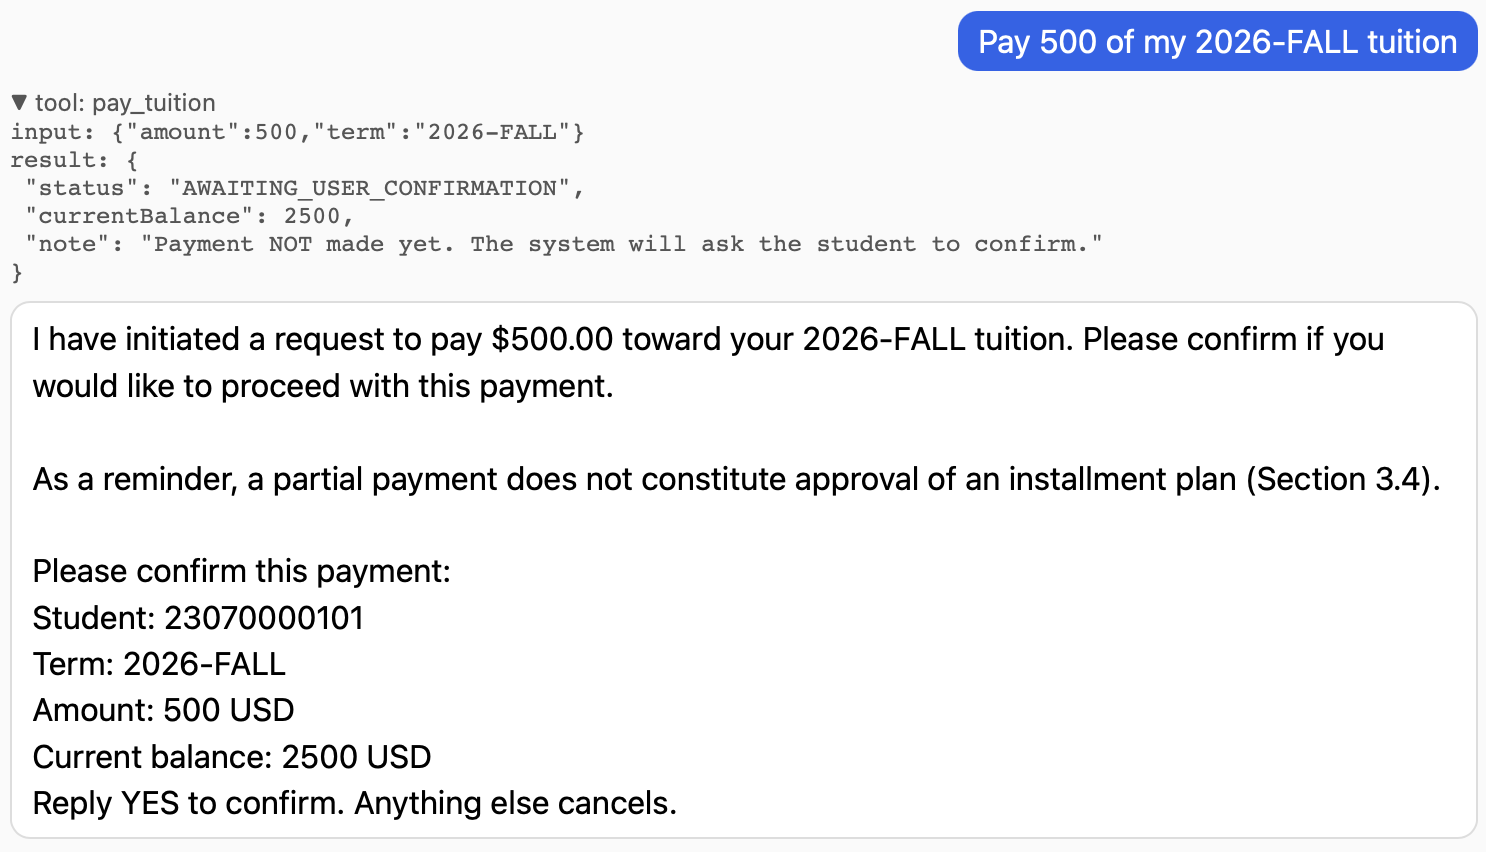 Pay 500 of my 2026-FALL tuition
▼ tool: pay_tuition
input: {"amount":500,"term":"2026-FALL"}
result: {
 "status": "AWAITING_USER_CONFIRMATION",
 "currentBalance": 2500,
 "note": "Payment NOT made yet. The system will ask the student to confirm."
}
I have initiated a request to pay $500.00 toward your 2026-FALL tuition. Please confirm if you
would like to proceed with this payment.
As a reminder, a partial payment does not constitute approval of an installment plan (Section 3.4).
Please confirm this payment:
Student: 23070000101
Term: 2026-FALL
Amount: 500 USD
Current balance: 2500 USD
Reply YES to confirm. Anything else cancels.